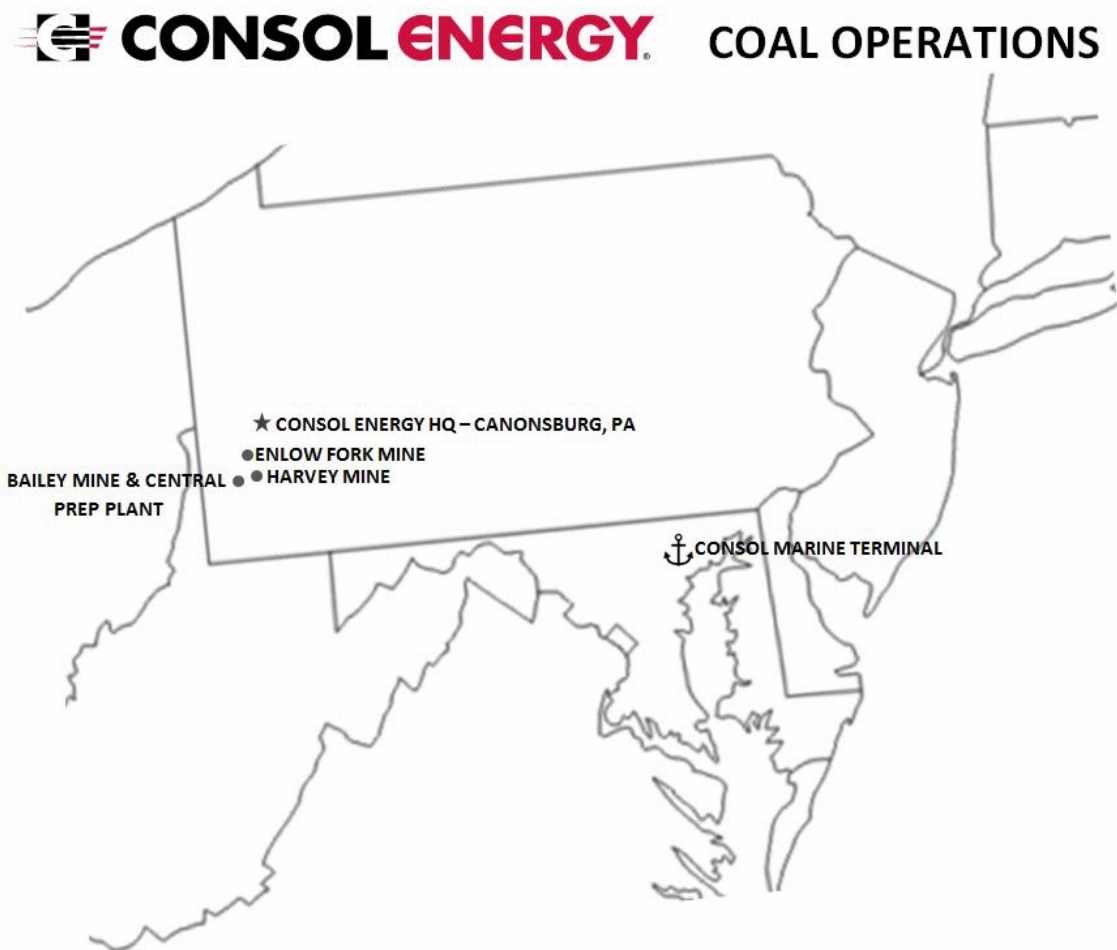 CONSOL ENERGY® COAL OPERATIONS
★ CONSOL ENERGY HQ – CANONSBURG, PA
ENLOW FORK MINE
HARVEY MINE
BAILEY MINE & CENTRAL
PREP PLANT
CONSOL MARINE TERMINAL